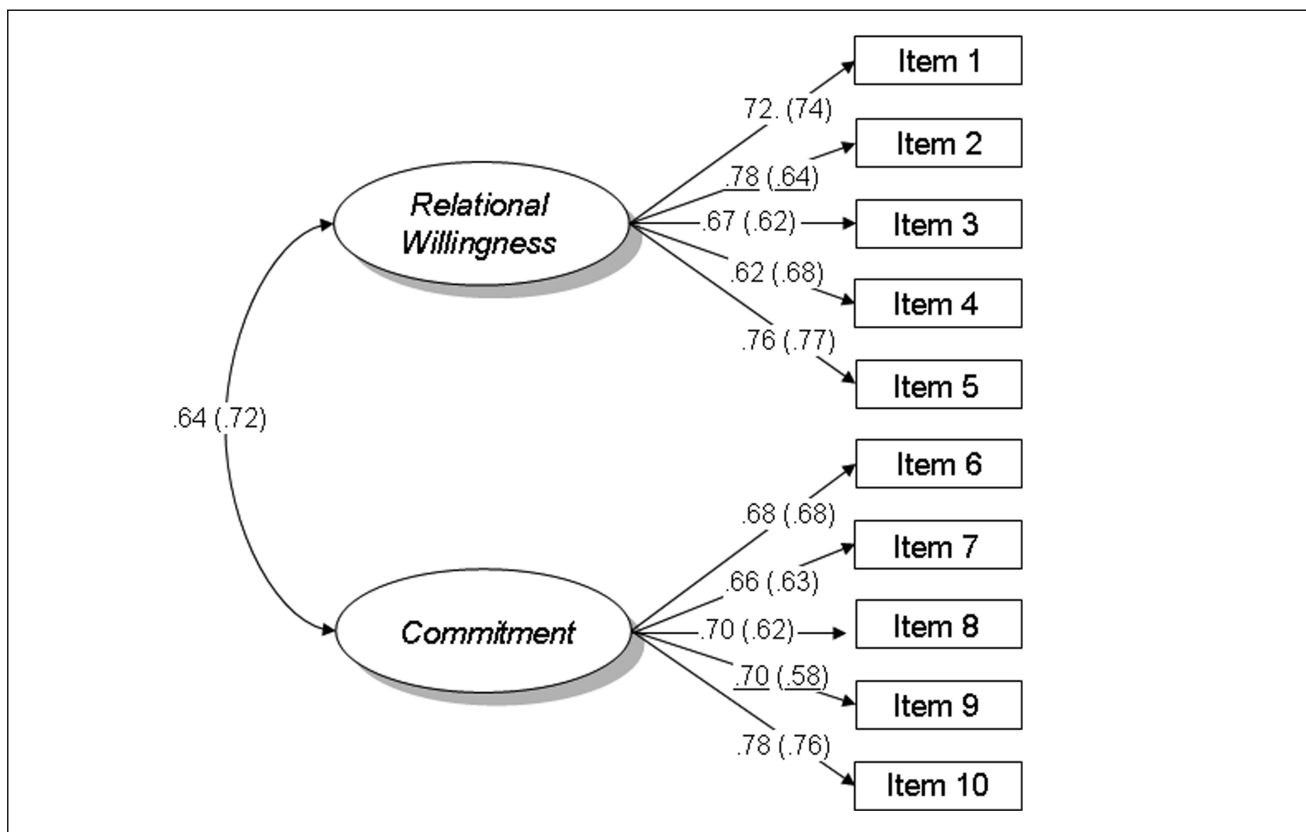 Item 1
72. (74)
Item 2
.78 (.64)
Relational
Willingness
.67 (.62)
Item 3
.62 (.68)
Item 4
.76 (.77)
Item 5
.64 (.72)
Item 6
.68 (.68)
Item 7
.66 (.63)
Commitment
.70 (.62)
Item 8
.70 (.58)
Item 9
.78 (.76)
Item 10